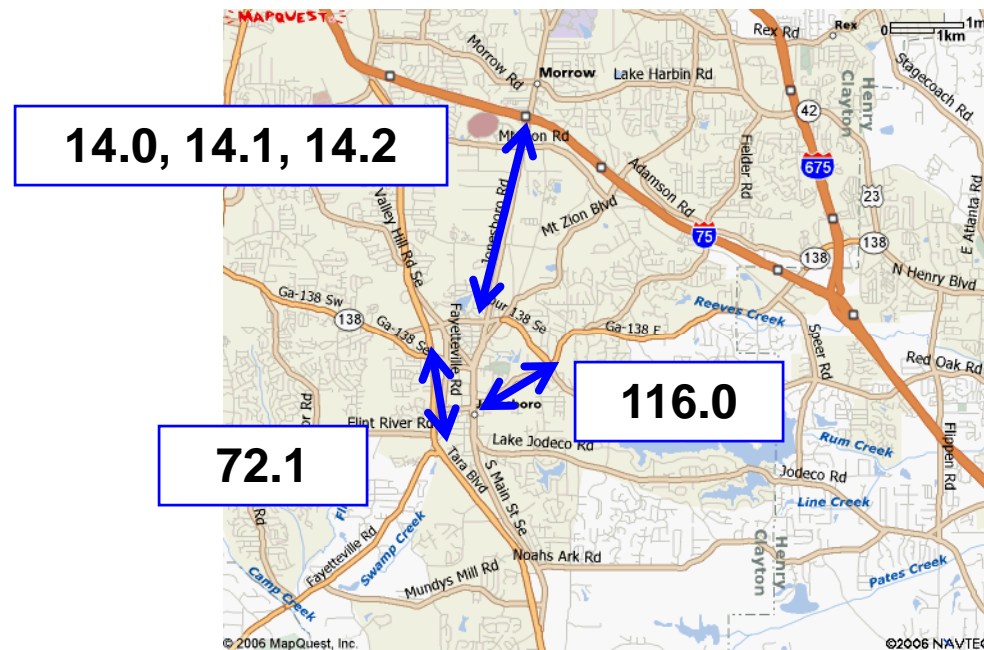 MAPQUEST
Rex Rd
Rex
0
1m
1km
Morrow Rd
Morrow
Lake Harbin Rd
Stagecoach Rd
Henry
Clayton
42
14.0, 14.1, 14.2
Mt Zion Rd
Fielder Rd
675
Adamson Rd
23
E Atlanta Rd
Valley Hill Rd Se
Jonesboro Rd
Mt Zion Blvd
75
138
138
N Henry Blvd
Ga-138 Sw
138
Ga-138 Se
Fayetteville Rd
138 Se
Ga-138 E
Reeves Creek
Speer Rd
Red Oak Rd
116.0
Flint River Rd
72.1
Lake Jodeco Rd
Jodeco Rd
Rum Creek
Flippen Rd
Line Creek
Tara Blvd
S Main St Se
Rd
Fayetteville Rd
Swamp Creek
Noahs Ark Rd
Henry
Clayton
Camp Creek
Mundys Mill Rd
Pates Creek
© 2006 MapQuest, Inc.
©2006 NAVTEQ